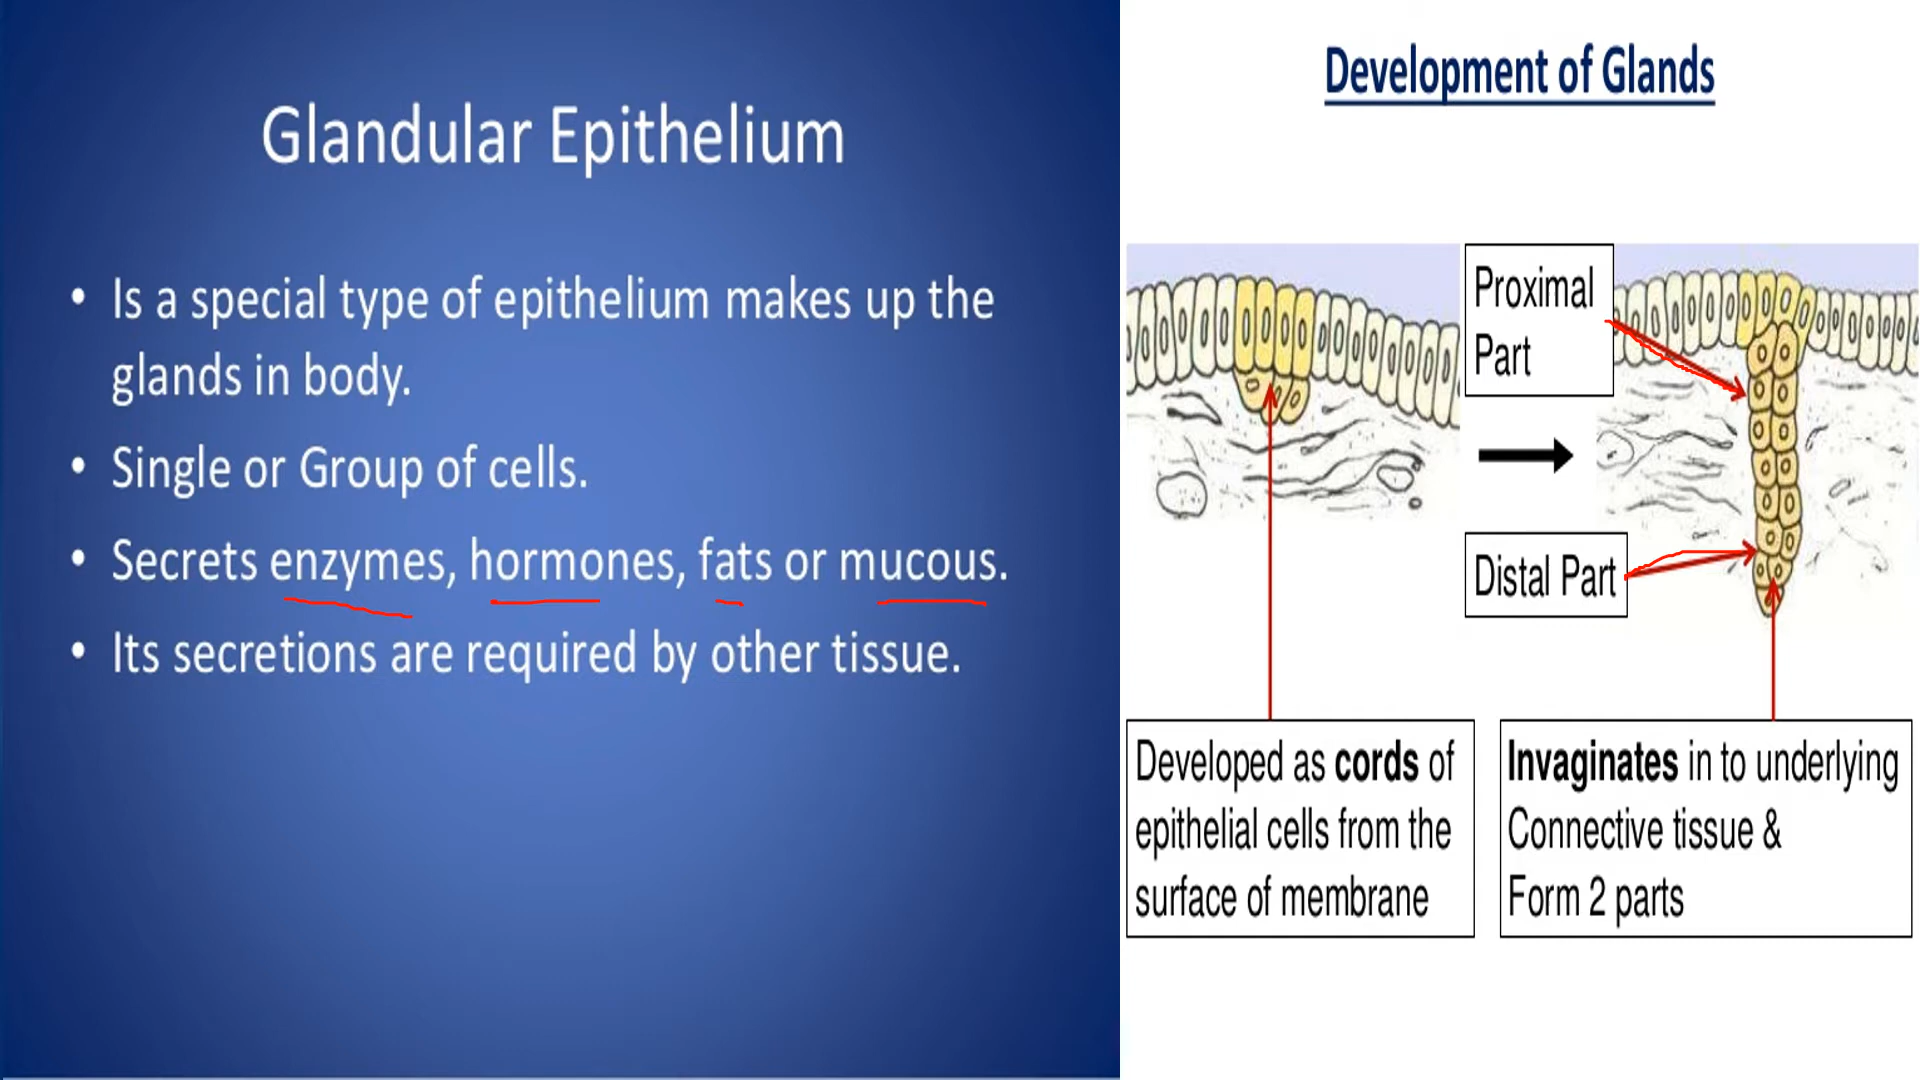 Glandular Epithelium
• Is a special type of epithelium makes up the
glands in body.
• Single or Group of cells.
• Secrets enzymes, hormones, fats or mucous.
• Its secretions are required by other tissue.
Development of Glands
Proximal
Part
Distal Part
Developed as cords of
epithelial cells from the
surface of membrane
Invaginates in to underlying
Connective tissue &
Form 2 parts